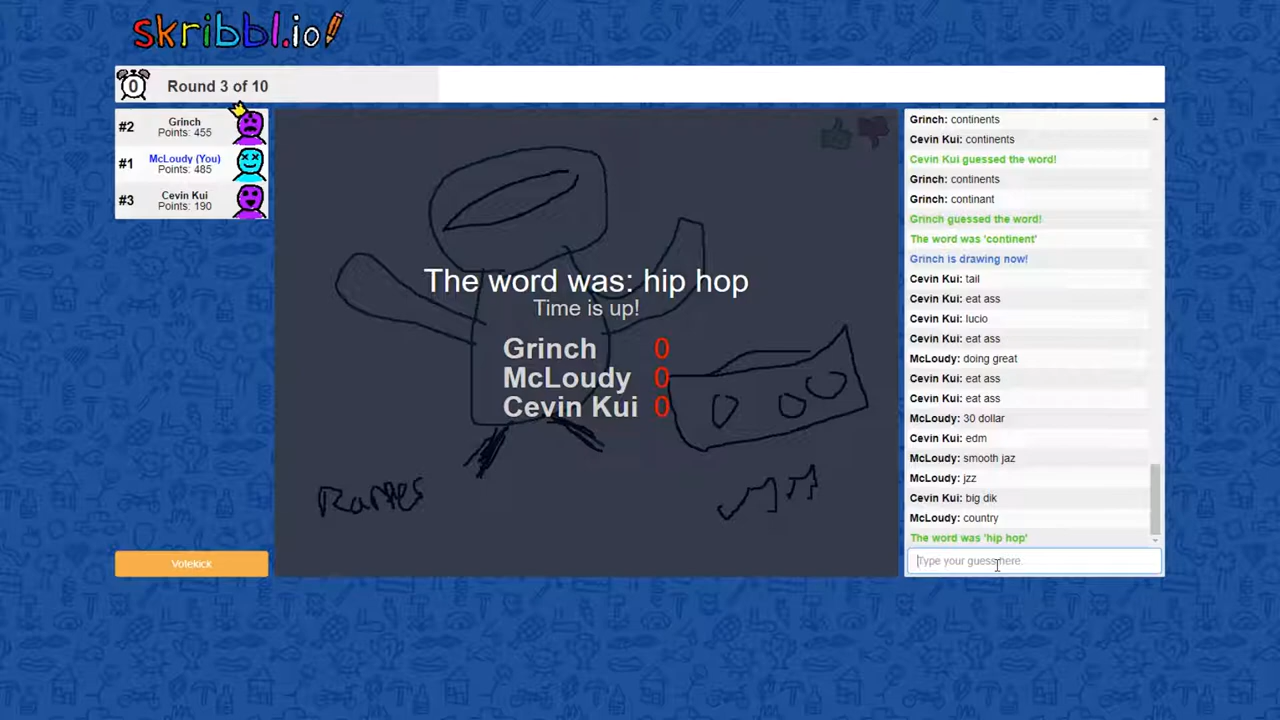 skribbl.io
0
Round 3 of 10
#2
Grinch
Points: 455
#1
McLoudy (You)
Points: 485
#3
Cevin Kui
Points: 190
Votekick
The word was: hip hop
Time is up!
Grinch 0
McLoudy 0
Cevin Kui 0
Grinch: continents
Cevin Kui: continents
Cevin Kui guessed the word!
Grinch: continents
Grinch: continant
Grinch guessed the word!
The word was 'continent'
Grinch is drawing now!
Cevin Kui: tail
Cevin Kui: eat ass
Cevin Kui: lucio
Cevin Kui: eat ass
McLoudy: doing great
Cevin Kui: eat ass
Cevin Kui: eat ass
McLoudy: 30 dollar
Cevin Kui: edm
McLoudy: smooth jaz
McLoudy: jzz
Cevin Kui: big dik
McLoudy: country
The word was 'hip hop'
Type your guess here...